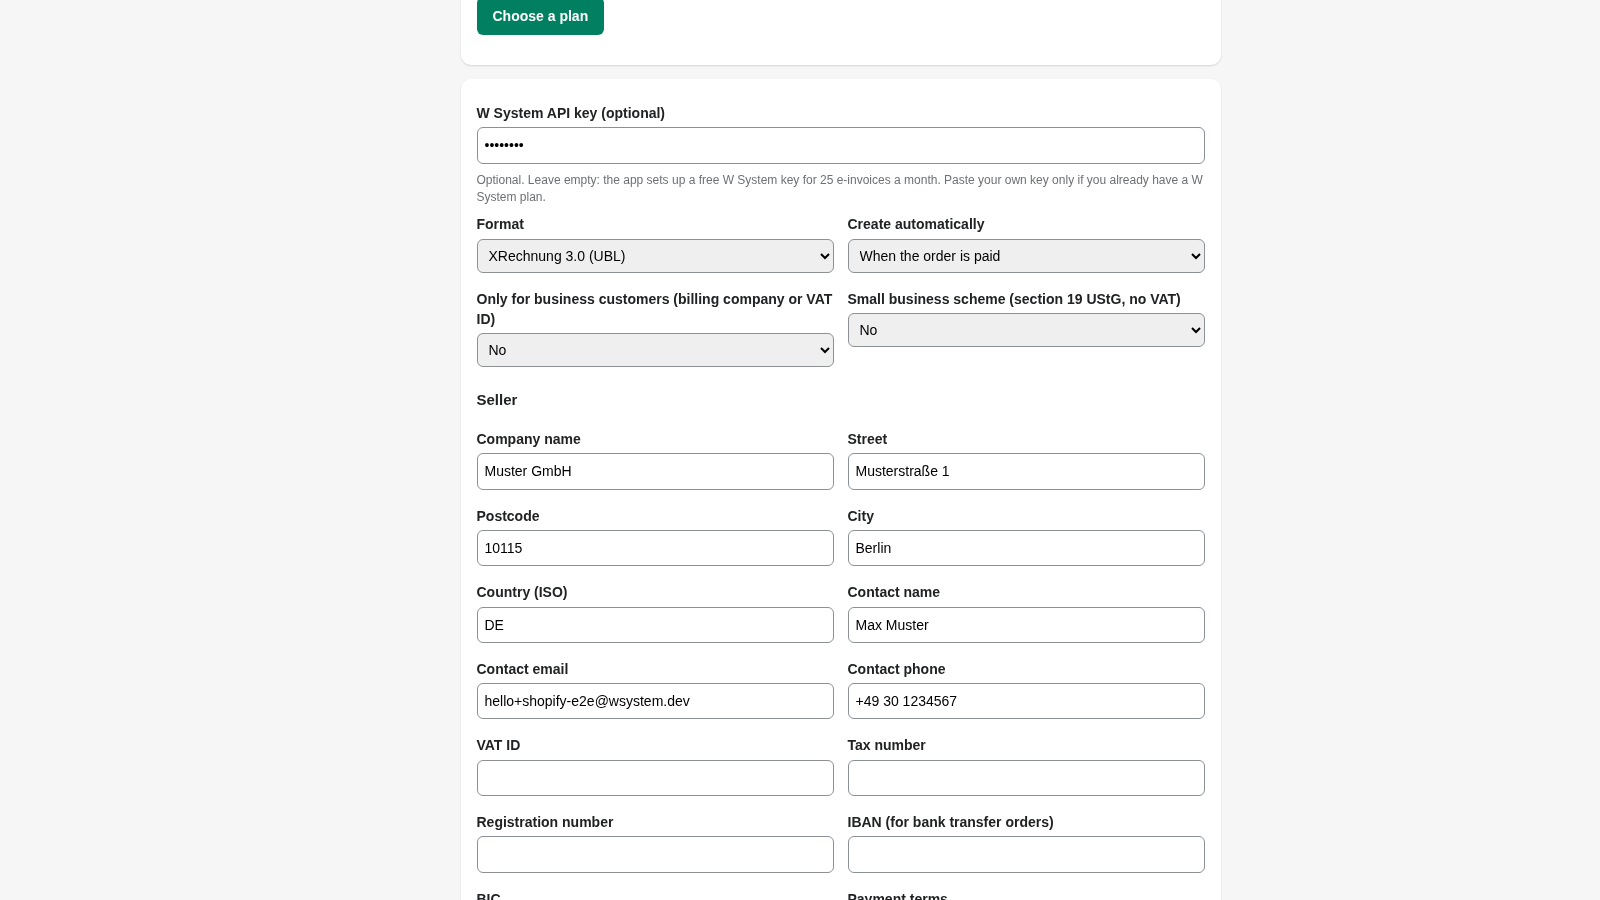 Choose a plan
W System API key (optional)
••••••••
Optional. Leave empty: the app sets up a free W System key for 25 e-invoices a month. Paste your own key only if you already have a W
System plan.
Format
Create automatically
XRechnung 3.0 (UBL)
When the order is paid
Only for business customers (billing company or VAT
ID)
Small business scheme (section 19 UStG, no VAT)
No
No
Seller
Company name
Street
Muster GmbH
Musterstraße 1
Postcode
City
10115
Berlin
Country (ISO)
Contact name
DE
Max Muster
Contact email
Contact phone
hello+shopify-e2e@wsystem.dev
+49 30 1234567
VAT ID
Tax number
Registration number
IBAN (for bank transfer orders)
BIC
Payment terms